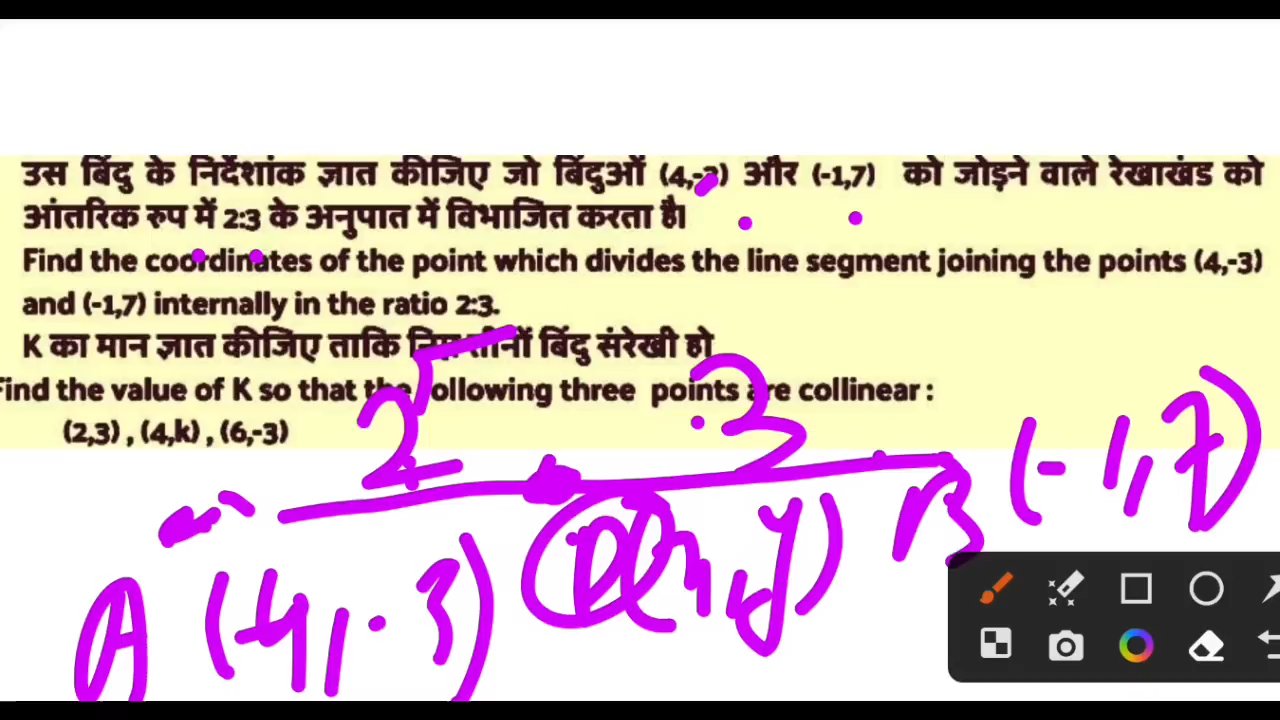 उस बिंदु के निर्देशांक ज्ञात कीजिए जो बिंदुओं (4,-3) और (-1,7) को जोड़ने वाले रेखाखंड को
आंतरिक रुप में 2:3 के अनुपात में विभाजित करता है।
Find the coordinates of the point which divides the line segment joining the points (4,-3)
and (-1,7) internally in the ratio 2:3.
K का मान ज्ञात कीजिए ताकि निम्न तीनों बिंदु संरेखी हो
Find the value of K so that the following three points are collinear :
(2,3) , (4,k) , (6,-3)
2 3
A (4,-3) P(x,y) B (-1,7)